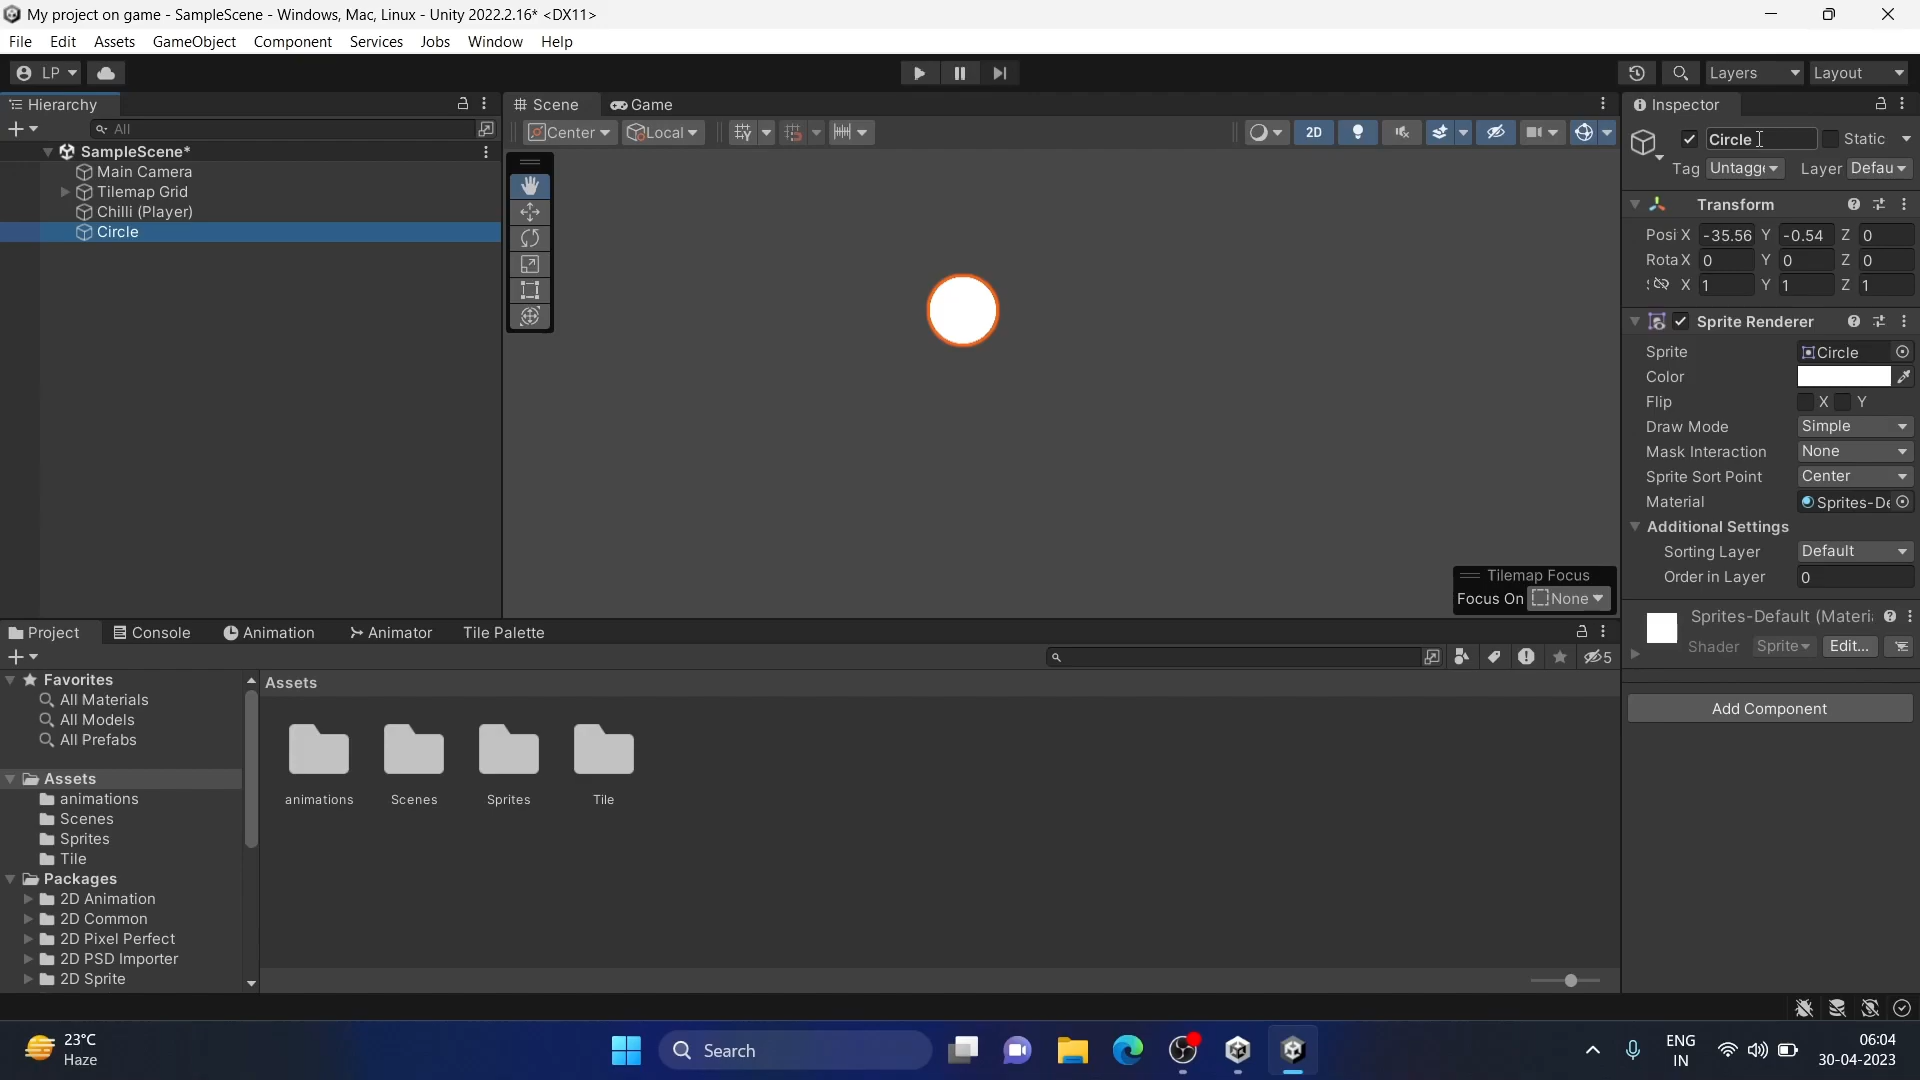 My project on game - SampleScene - Windows, Mac, Linux - Unity 2022.2.16* <DX11>
File Edit Assets GameObject Component Services Jobs Window Help
LP Layers Layout
Hierarchy Scene Game Inspector
All Center Local 2D Circle Static
SampleScene*
Tag Untagge Layer Defau
Main Camera
Tilemap Grid
Chilli (Player)
Circle
Transform
Posi X -35.56 Y -0.54 Z 0
Rota X 0 Y 0 Z 0
X 1 Y 1 Z 1
Sprite Renderer
Sprite Circle
Color
Flip X Y
Draw Mode Simple
Mask Interaction None
Sprite Sort Point Center
Material Sprites-De
Additional Settings
Sorting Layer Default
Order in Layer 0
Tilemap Focus
Focus On None
Sprites-Default (Materi
Shader Sprite Edit...
Add Component
Project Console Animation Animator Tile Palette
5
Favorites
All Materials
All Models
All Prefabs
Assets
animations
Scenes
Sprites
Tile
Packages
2D Animation
2D Common
2D Pixel Perfect
2D PSD Importer
2D Sprite
Assets
animations Scenes Sprites Tile
23°C
Haze
Search
ENG
IN
06:04
30-04-2023